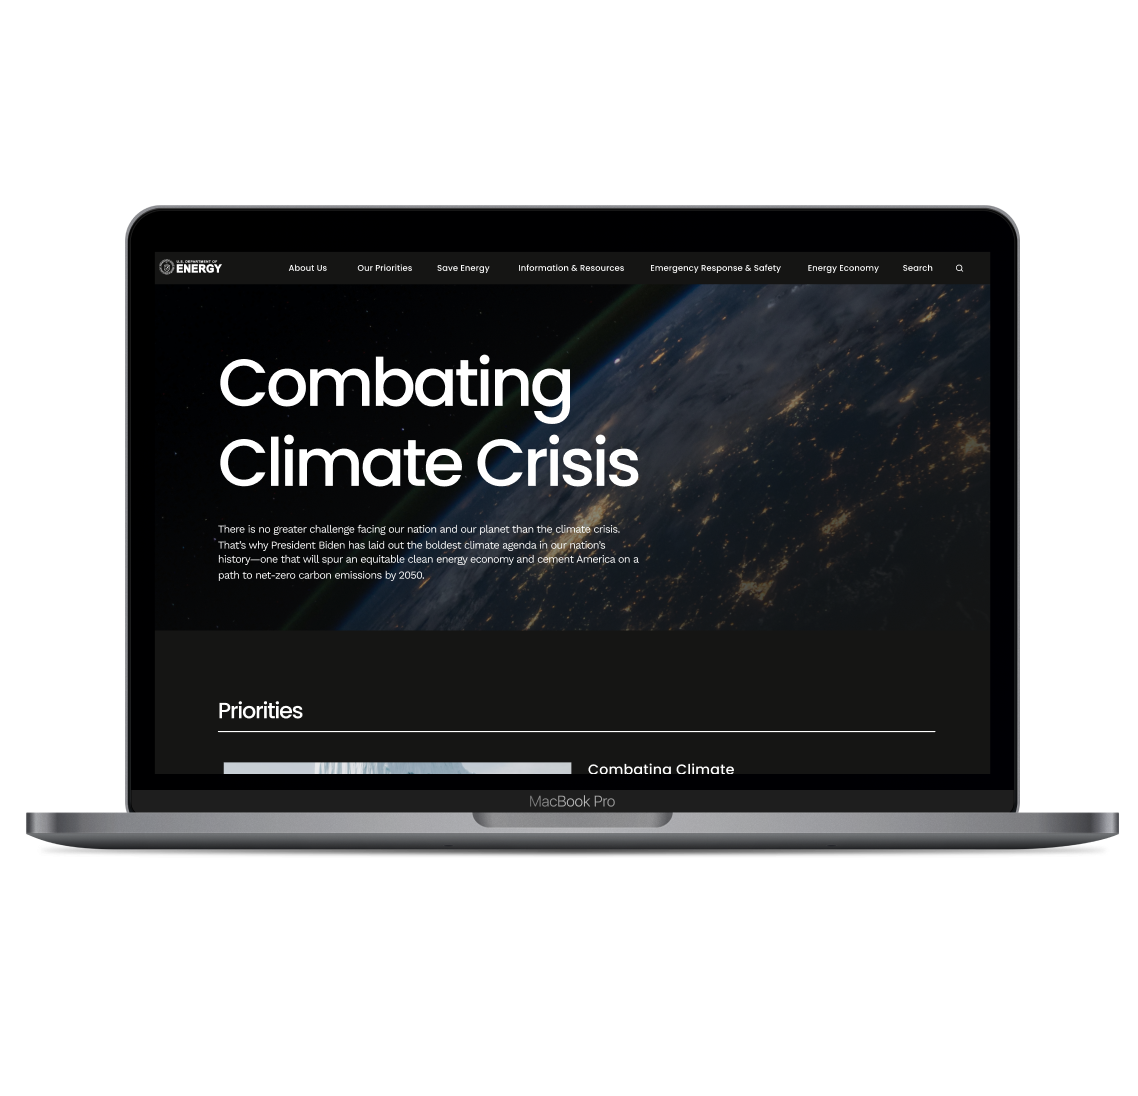 U.S. DEPARTMENT OF
ENERGY
About Us
Our Priorities
Save Energy
Information & Resources
Emergency Response & Safety
Energy Economy
Search
Combating
Climate Crisis
There is no greater challenge facing our nation and our planet than the climate crisis.
That's why President Biden has laid out the boldest climate agenda in our nation's
history—one that will spur an equitable clean energy economy and cement America on a
path to net-zero carbon emissions by 2050.
Priorities
Combating Climate
MacBook Pro